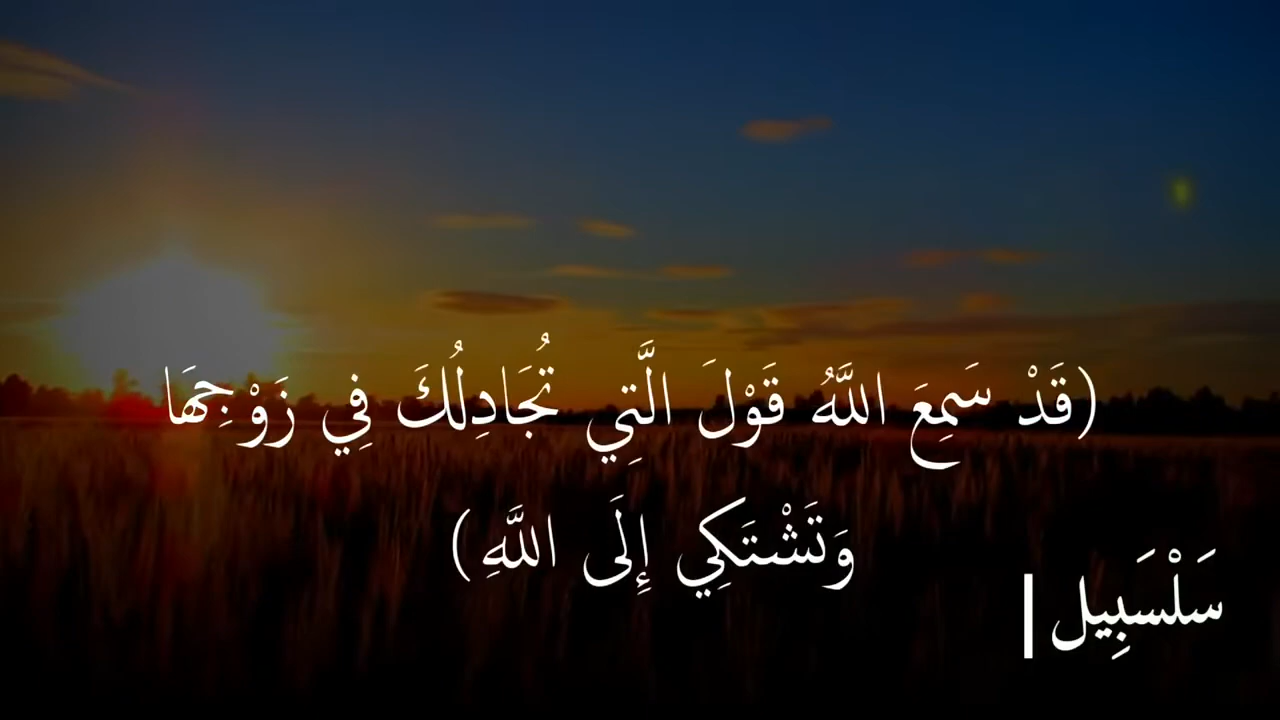 (قَدْ سَمِعَ اللَّهُ قَوْلَ الَّتِي تُجَادِلُكَ فِي زَوْجِهَا
وَتَشْتَكِي إِلَى اللَّهِ)
سَلْسَبِيل|